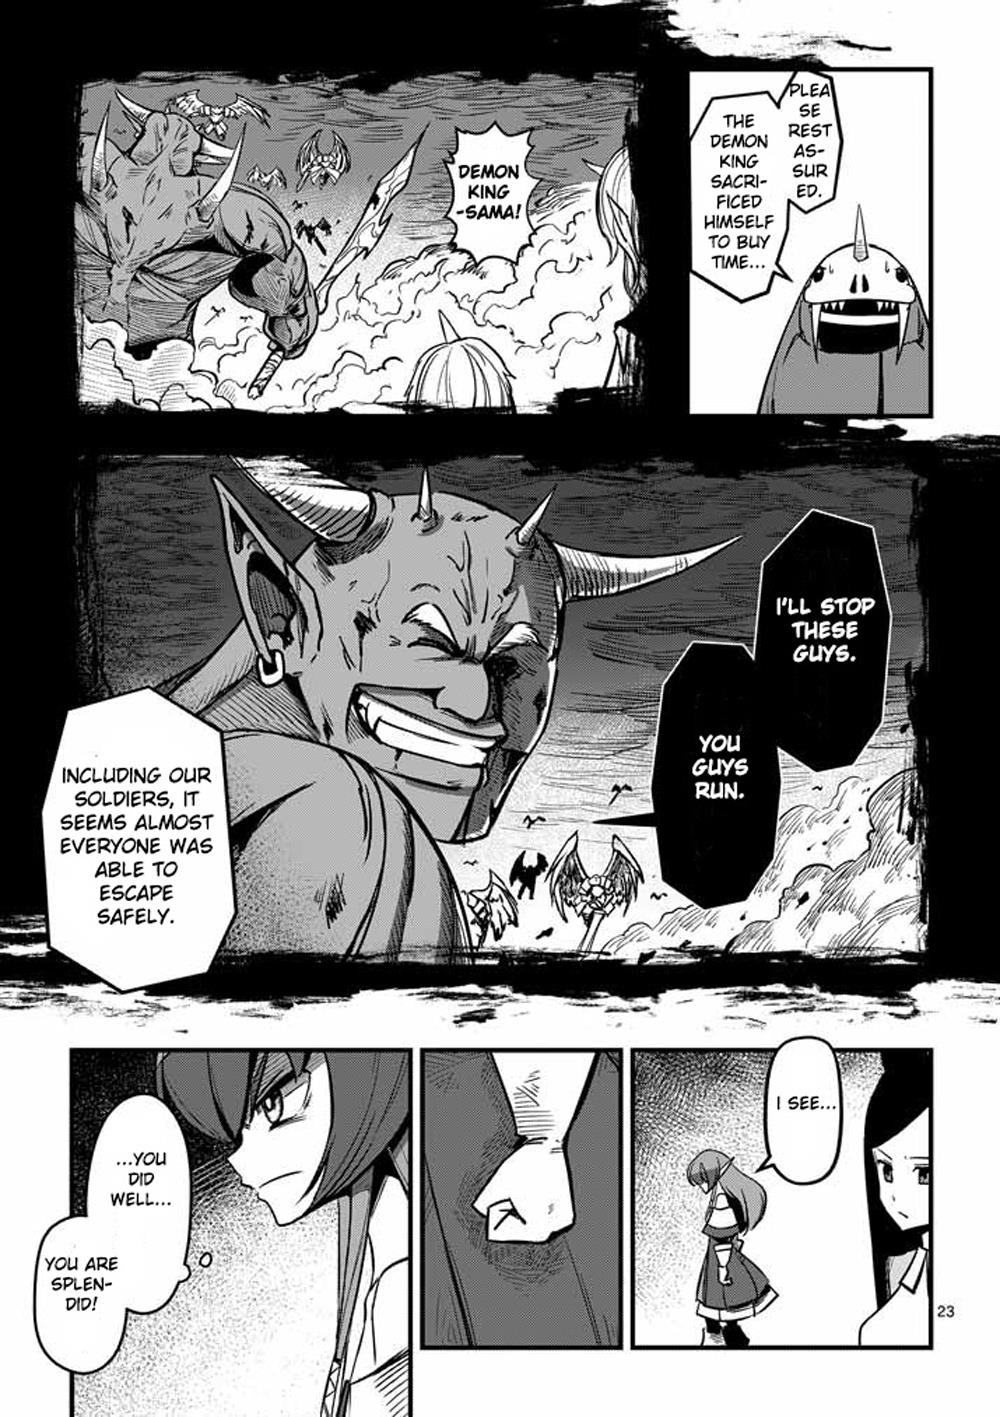 PLEA
SE
REST
AS-
SUR
ED.
THE
DEMON
KING
SACRI-
FICED
HIMSELF
TO BUY
TIME...
DEMON
KING
-SAMA!
I'LL STOP
THESE
GUYS.
YOU
GUYS
RUN.
INCLUDING OUR
SOLDIERS, IT
SEEMS ALMOST
EVERYONE WAS
ABLE TO
ESCAPE
SAFELY.
I SEE...
...YOU
DID
WELL...
YOU ARE
SPLEN-
DID!
23